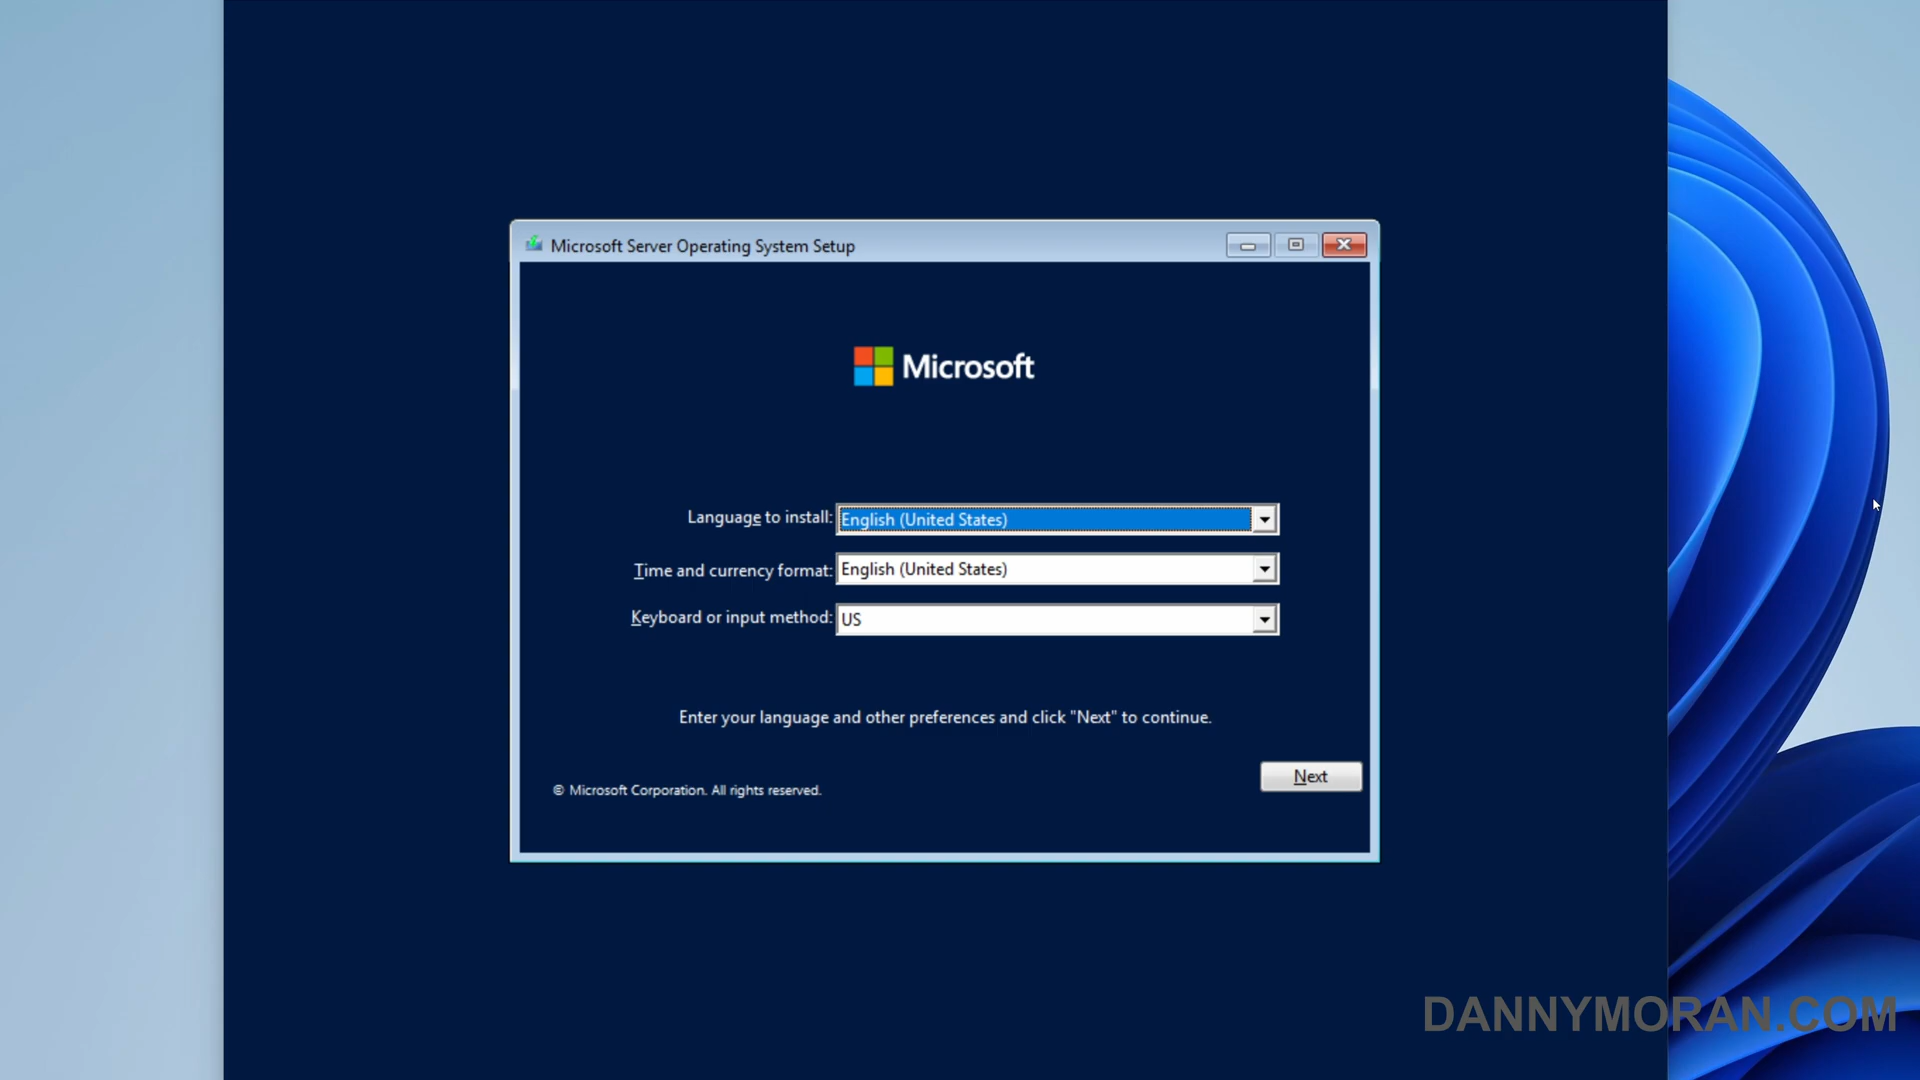 Microsoft Server Operating System Setup
Microsoft
Language to install: English (United States)
Time and currency format: English (United States)
Keyboard or input method: US
Enter your language and other preferences and click "Next" to continue.
Next
© Microsoft Corporation. All rights reserved.
DANNYMORAN.COM